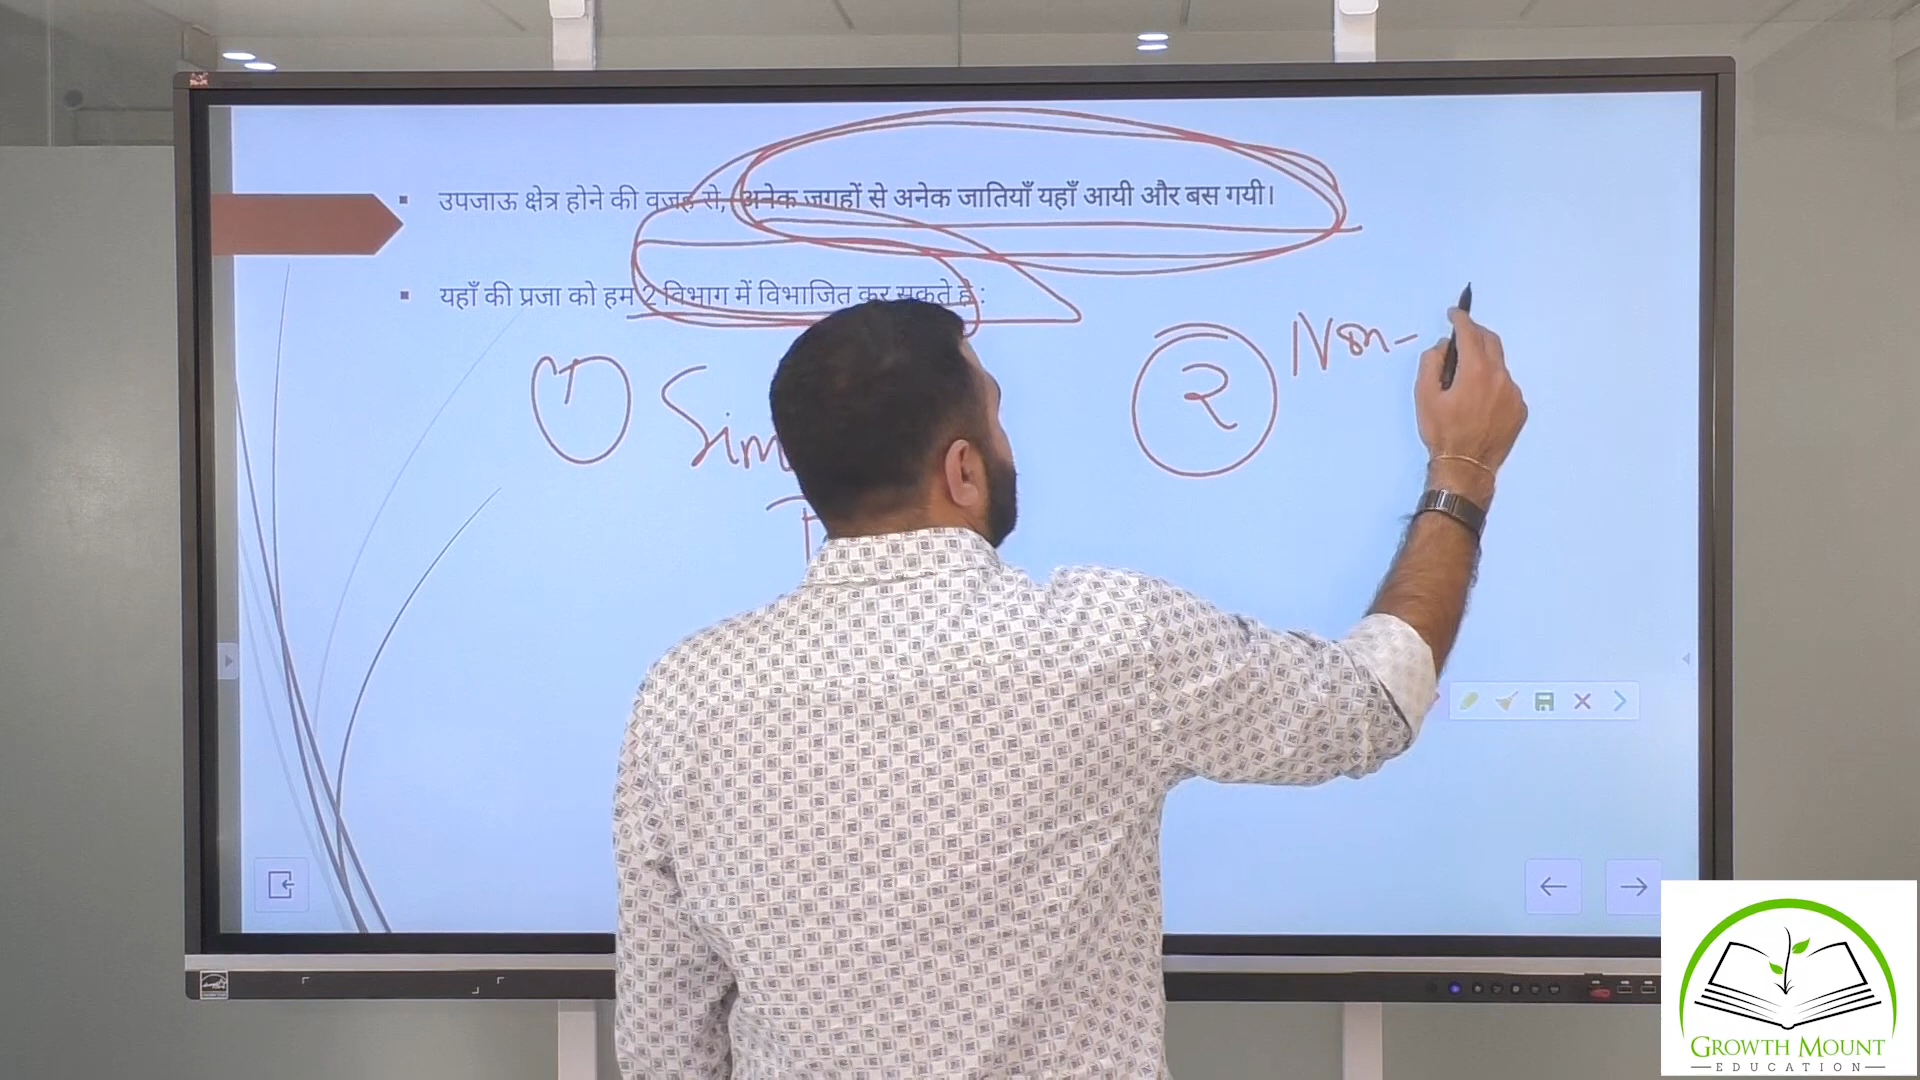 उपजाऊ क्षेत्र होने की वजह से, अनेक जगहों से अनेक जातियाँ यहाँ आयी और बस गयी।
यहाँ की प्रजा को हम 2 विभाग में विभाजित कर सकते है :
1 Sim
२ Non-
GROWTH MOUNT
EDUCATION